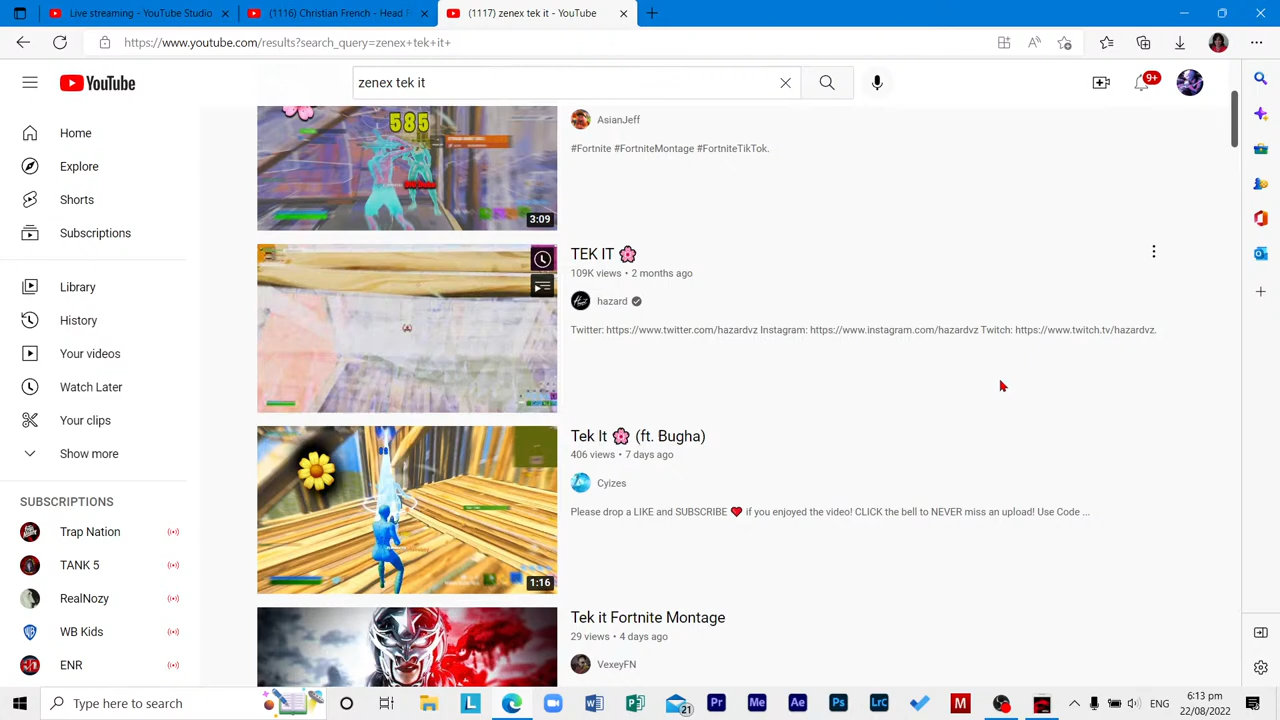 Live streaming - YouTube Studio
(1116) Christian French - Head F
(1117) zenex tek it - YouTube
https://www.youtube.com/results?search_query=zenex+tek+it+
YouTube
zenex tek it
9+
Home
Explore
Shorts
Subscriptions
Library
History
Your videos
Watch Later
Your clips
Show more
SUBSCRIPTIONS
Trap Nation
TANK 5
RealNozy
WB Kids
ENR
585
3:09
AsianJeff
#Fortnite #FortniteMontage #FortniteTikTok.
TEK IT 🌸
109K views • 2 months ago
hazard
Twitter: https://www.twitter.com/hazardvz Instagram: https://www.instagram.com/hazardvz Twitch: https://www.twitch.tv/hazardvz.
1:16
Tek It 🌸 (ft. Bugha)
406 views • 7 days ago
Cyizes
Please drop a LIKE and SUBSCRIBE ❤️ if you enjoyed the video! CLICK the bell to NEVER miss an upload! Use Code ...
Tek it Fortnite Montage
29 views • 4 days ago
VexeyFN
Type here to search
21
ENG
6:13 pm
22/08/2022